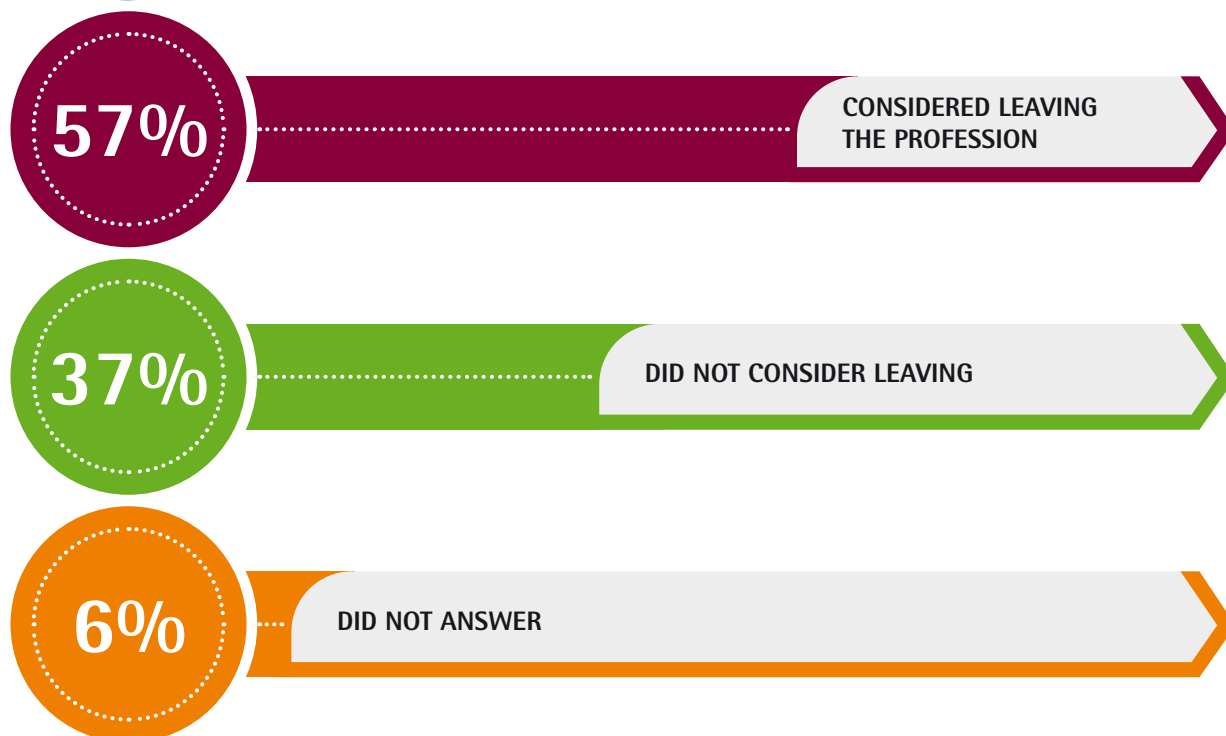 57%
CONSIDERED LEAVING
THE PROFESSION
37%
DID NOT CONSIDER LEAVING
6%
DID NOT ANSWER